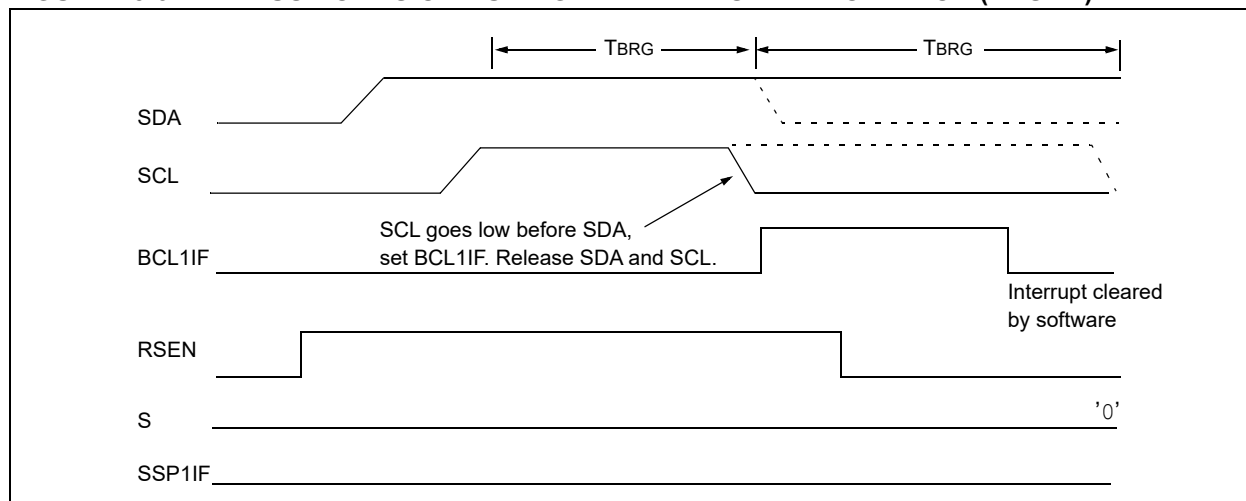 TBRG TBRG
SDA
SCL
SCL goes low before SDA,
set BCL1IF. Release SDA and SCL.
BCL1IF
Interrupt cleared
by software
RSEN
S '0'
SSP1IF